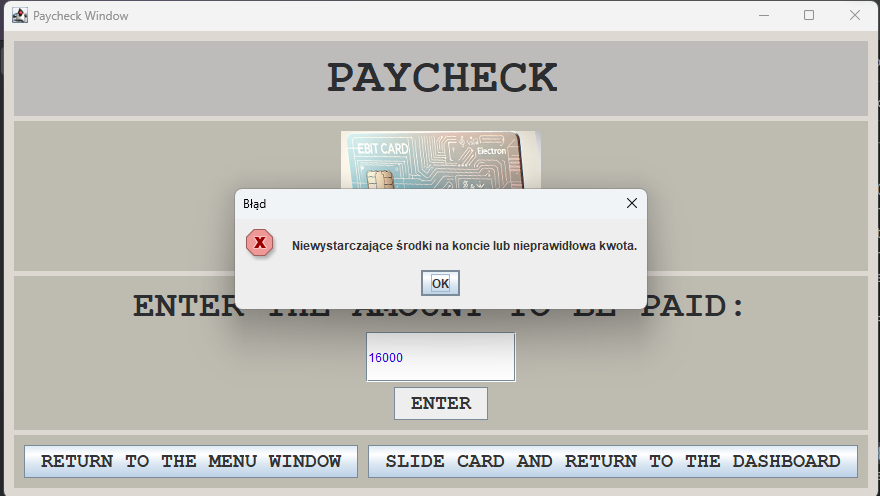 Paycheck Window
PAYCHECK
EBIT CARD
Electron
Błąd
Niewystarczające środki na koncie lub nieprawidłowa kwota.
OK
ENTER THE AMOUNT TO BE PAID:
16000
ENTER
RETURN TO THE MENU WINDOW
SLIDE CARD AND RETURN TO THE DASHBOARD